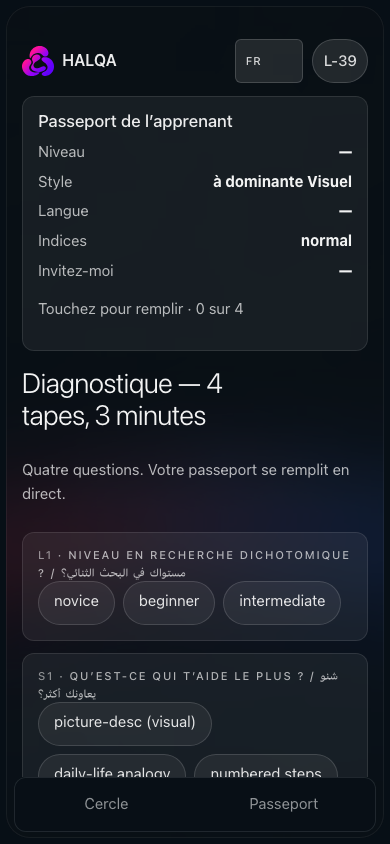 HALQA
FR
L-39
Passeport de l’apprenant
Niveau —
Style à dominante Visuel
Langue —
Indices normal
Invitez-moi —
Touchez pour remplir · 0 sur 4
Diagnostique — 4
tapes, 3 minutes
Quatre questions. Votre passeport se remplit en
direct.
L1 · NIVEAU EN RECHERCHE DICHOTOMIQUE
? / مستواك في البحث الثنائي؟
novice beginner intermediate
S1 · QU’EST-CE QUI T’AIDE LE PLUS ? / شنو
يعاونك أكثر؟
picture-desc (visual)
daily-life analogy numbered steps
Cercle Passeport